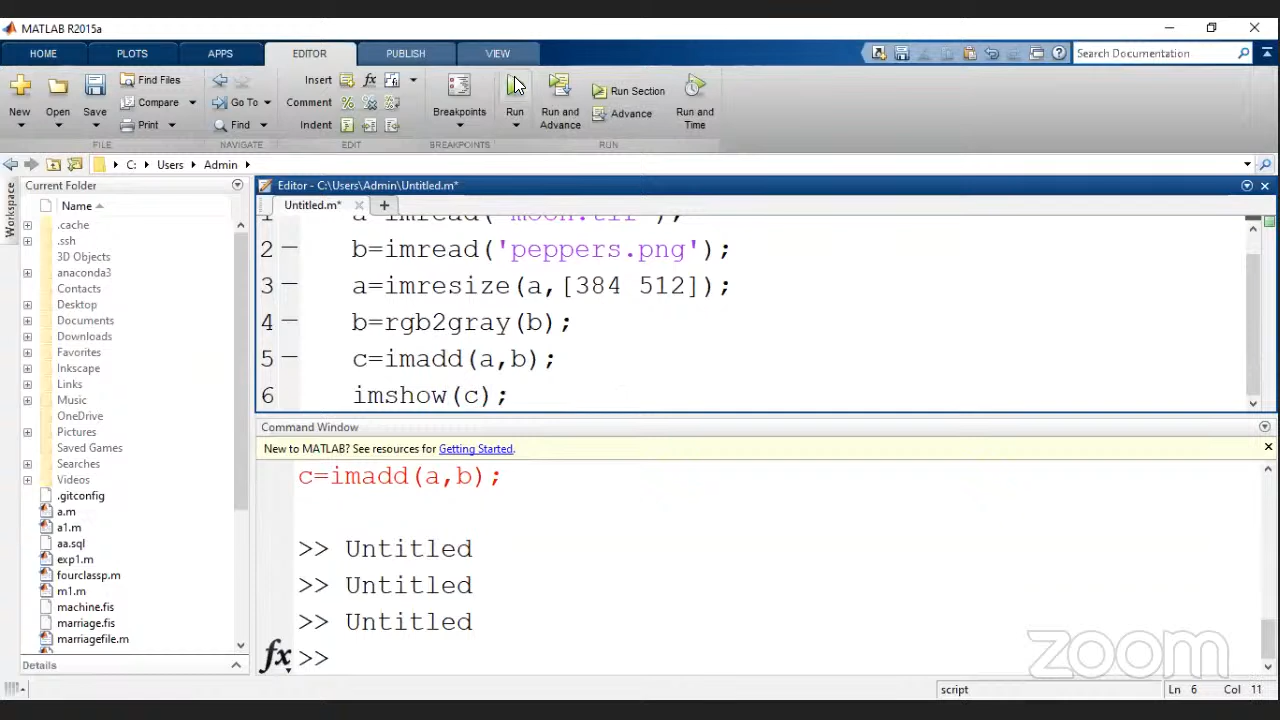 MATLAB R2015a
HOME PLOTS APPS EDITOR PUBLISH VIEW Search Documentation
Find Files Insert fx Run Section
Compare Go To Comment % Advance
New Open Save Print Find Indent Breakpoints Run Run and Advance Run and Time
FILE NAVIGATE EDIT BREAKPOINTS RUN
C: Users Admin
Current Folder
Workspace
Name
.cache
.ssh
3D Objects
anaconda3
Contacts
Desktop
Documents
Downloads
Favorites
Inkscape
Links
Music
OneDrive
Pictures
Saved Games
Searches
Videos
.gitconfig
a.m
a1.m
aa.sql
exp1.m
fourclassp.m
m1.m
machine.fis
marriage.fis
marriagefile.m
Details
Editor - C:\Users\Admin\Untitled.m*
Untitled.m* +
1 a=imread('moon.tif');
2 b=imread('peppers.png');
3 a=imresize(a,[384 512]);
4 b=rgb2gray(b);
5 c=imadd(a,b);
6 imshow(c);
Command Window
New to MATLAB? See resources for Getting Started.
c=imadd(a,b);
>> Untitled
>> Untitled
>> Untitled
fx >>
zoom
script Ln 6 Col 11